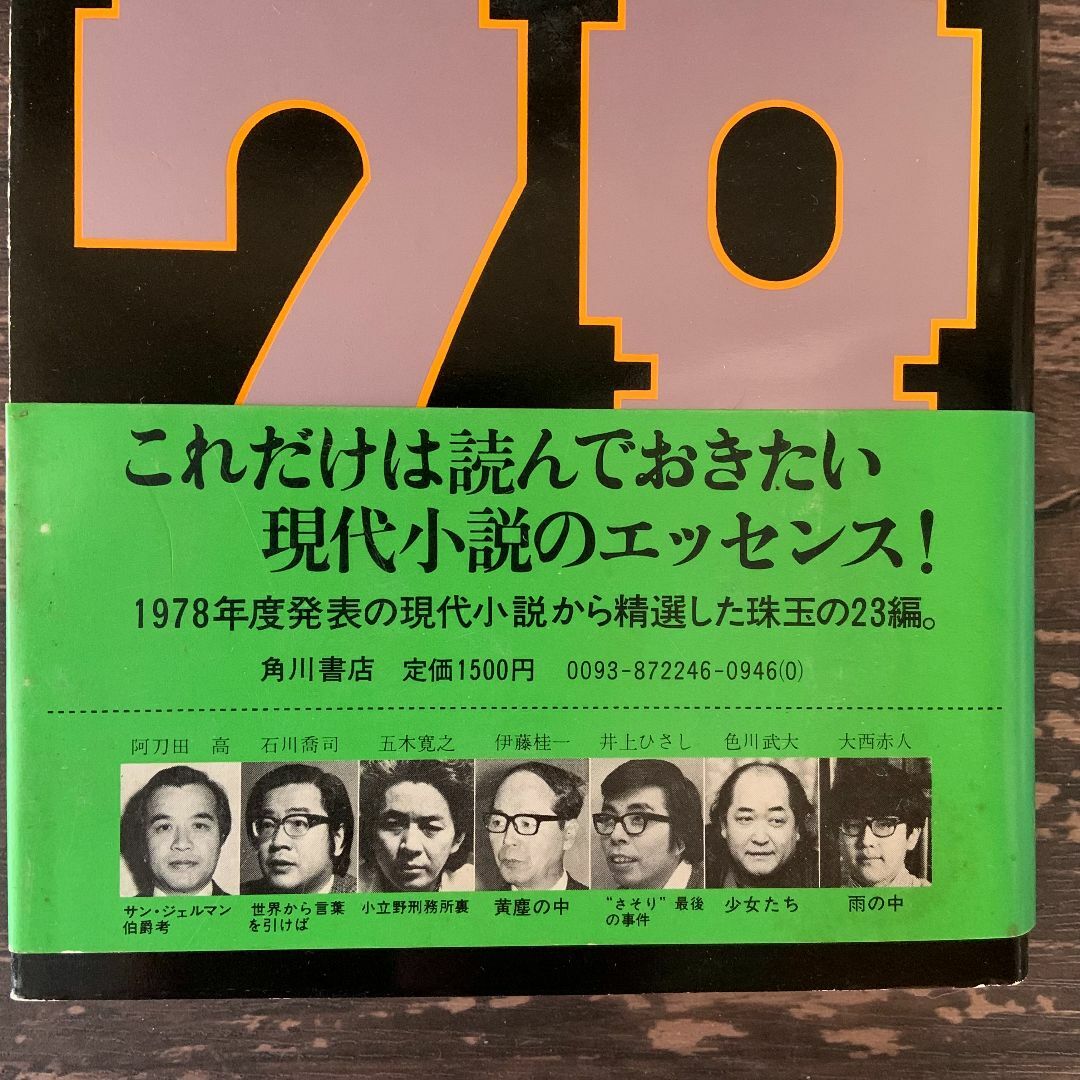 78
これだけは読んでおきたい
現代小説のエッセンス!
1978年度発表の現代小説から精選した珠玉の23編。
角川書店 定価1500円 0093-872246-0946(0)
阿刀田 高 石川喬司 五木寛之 伊藤桂一 井上ひさし 色川武大 大西赤人
サン・ジェルマン 世界から言葉 小立野刑務所裏 黄塵の中 “さそり”最後 少女たち 雨の中
伯爵考 を引けば の事件